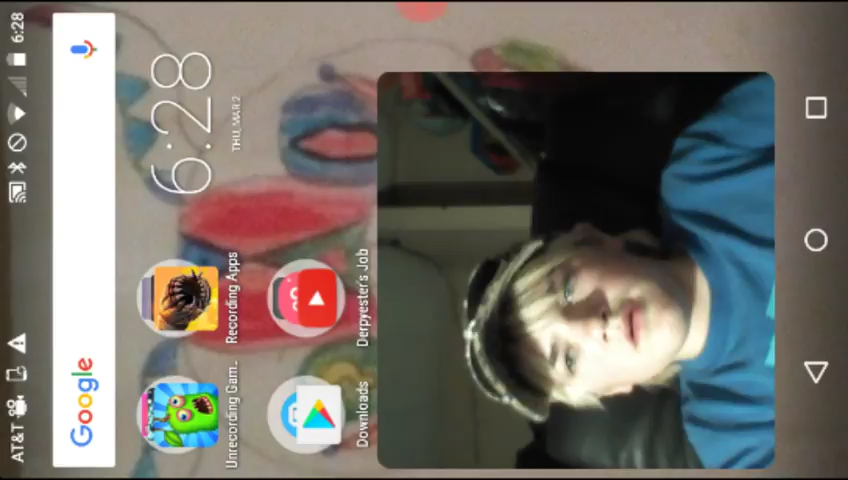 AT&T
6:28
Google
6:28
THU, MAR 2
Unrecording Gam..
Recording Apps
Downloads
Derpyester's Job